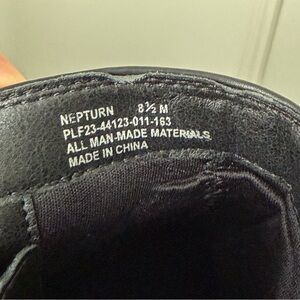 NEPTURN 8½ M
PLF23-44123-011-163
ALL MAN-MADE MATERIALS
MADE IN CHINA